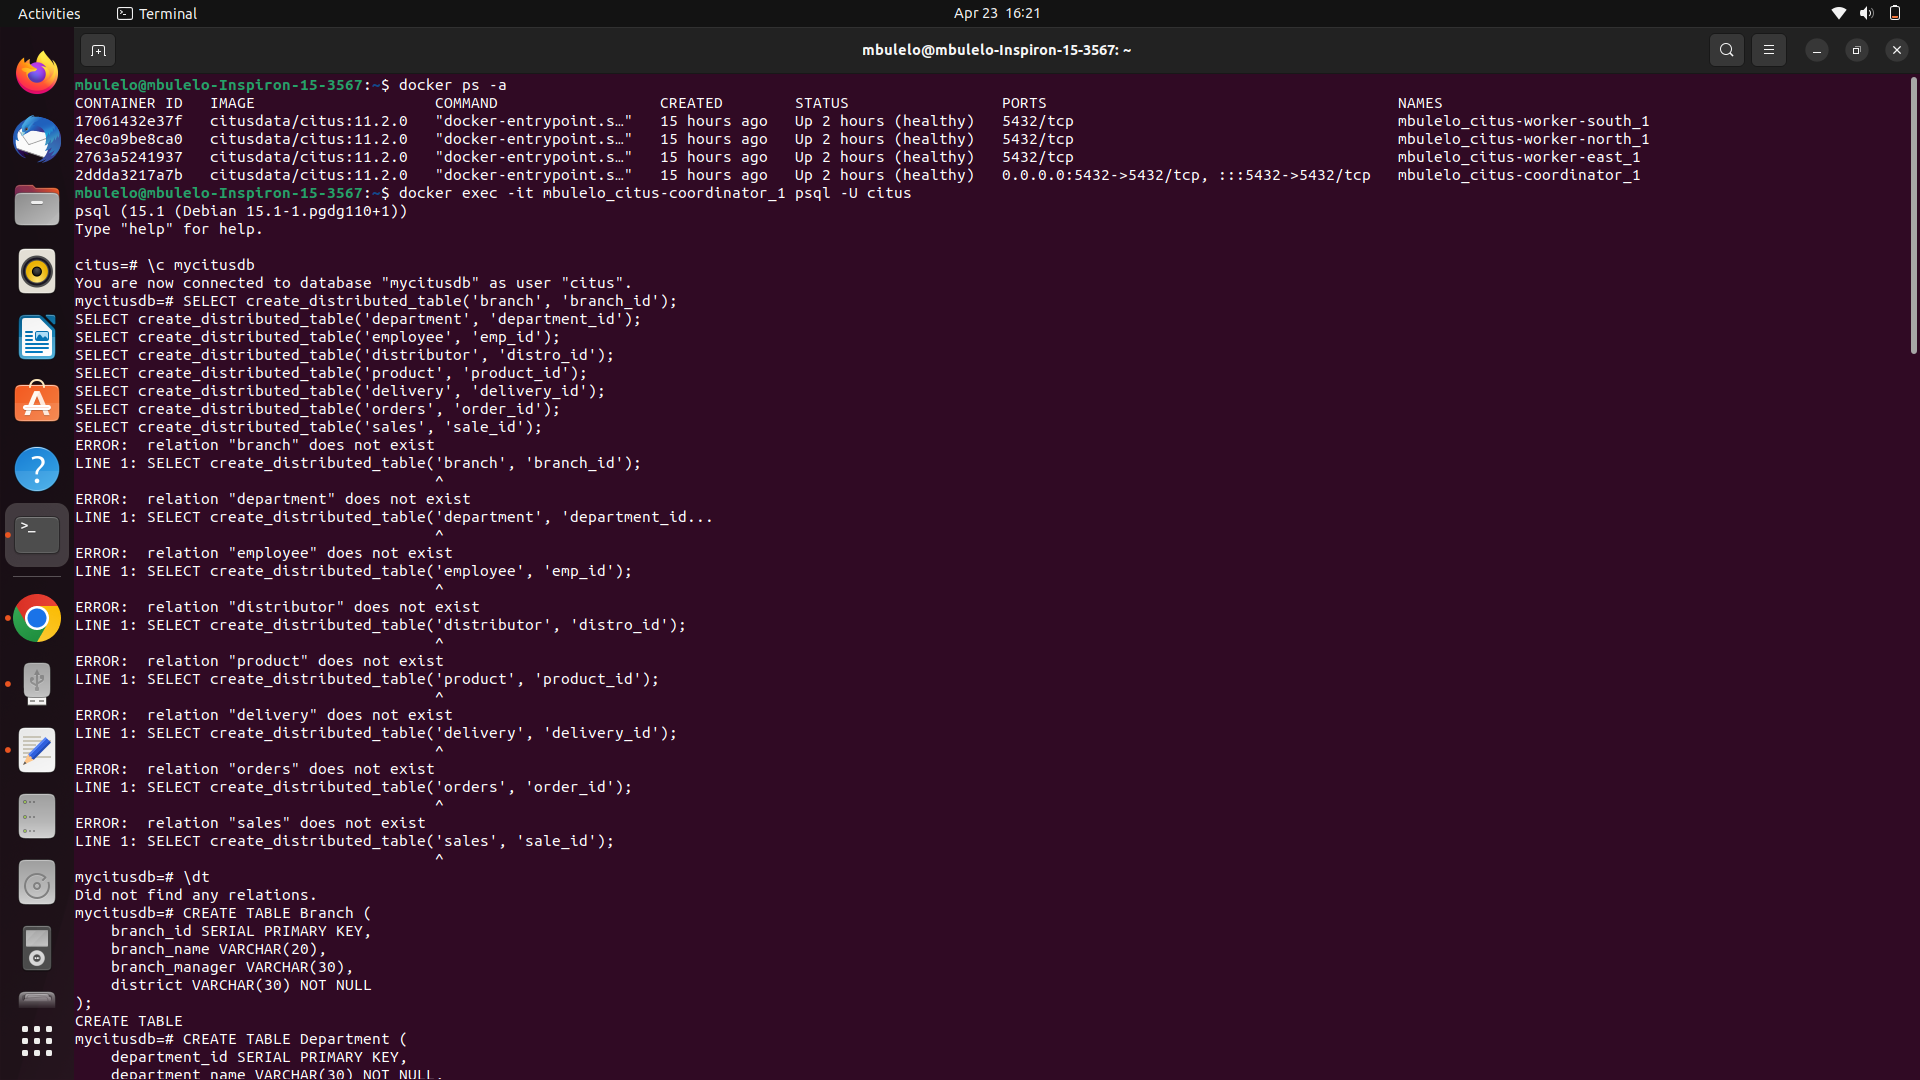 Activities
Terminal
Apr 23 16:21
mbulelo@mbulelo-Inspiron-15-3567: ~
mbulelo@mbulelo-Inspiron-15-3567:~$ docker ps -a
CONTAINER ID   IMAGE                    COMMAND                  CREATED        STATUS                 PORTS                                       NAMES
17061432e37f   citusdata/citus:11.2.0   "docker-entrypoint.s…"   15 hours ago   Up 2 hours (healthy)   5432/tcp                                    mbulelo_citus-worker-south_1
4ec0a9be8ca0   citusdata/citus:11.2.0   "docker-entrypoint.s…"   15 hours ago   Up 2 hours (healthy)   5432/tcp                                    mbulelo_citus-worker-north_1
2763a5241937   citusdata/citus:11.2.0   "docker-entrypoint.s…"   15 hours ago   Up 2 hours (healthy)   5432/tcp                                    mbulelo_citus-worker-east_1
2ddda3217a7b   citusdata/citus:11.2.0   "docker-entrypoint.s…"   15 hours ago   Up 2 hours (healthy)   0.0.0.0:5432->5432/tcp, :::5432->5432/tcp   mbulelo_citus-coordinator_1
mbulelo@mbulelo-Inspiron-15-3567:~$ docker exec -it mbulelo_citus-coordinator_1 psql -U citus
psql (15.1 (Debian 15.1-1.pgdg110+1))
Type "help" for help.
citus=# \c mycitusdb
You are now connected to database "mycitusdb" as user "citus".
mycitusdb=# SELECT create_distributed_table('branch', 'branch_id');
SELECT create_distributed_table('department', 'department_id');
SELECT create_distributed_table('employee', 'emp_id');
SELECT create_distributed_table('distributor', 'distro_id');
SELECT create_distributed_table('product', 'product_id');
SELECT create_distributed_table('delivery', 'delivery_id');
SELECT create_distributed_table('orders', 'order_id');
SELECT create_distributed_table('sales', 'sale_id');
ERROR:  relation "branch" does not exist
LINE 1: SELECT create_distributed_table('branch', 'branch_id');
^
ERROR:  relation "department" does not exist
LINE 1: SELECT create_distributed_table('department', 'department_id...
^
ERROR:  relation "employee" does not exist
LINE 1: SELECT create_distributed_table('employee', 'emp_id');
^
ERROR:  relation "distributor" does not exist
LINE 1: SELECT create_distributed_table('distributor', 'distro_id');
^
ERROR:  relation "product" does not exist
LINE 1: SELECT create_distributed_table('product', 'product_id');
^
ERROR:  relation "delivery" does not exist
LINE 1: SELECT create_distributed_table('delivery', 'delivery_id');
^
ERROR:  relation "orders" does not exist
LINE 1: SELECT create_distributed_table('orders', 'order_id');
^
ERROR:  relation "sales" does not exist
LINE 1: SELECT create_distributed_table('sales', 'sale_id');
^
mycitusdb=# \dt
Did not find any relations.
mycitusdb=# CREATE TABLE Branch (
    branch_id SERIAL PRIMARY KEY,
    branch_name VARCHAR(20),
    branch_manager VARCHAR(30),
    district VARCHAR(30) NOT NULL
);
CREATE TABLE
mycitusdb=# CREATE TABLE Department (
    department_id SERIAL PRIMARY KEY,
    department_name VARCHAR(30) NOT NULL,